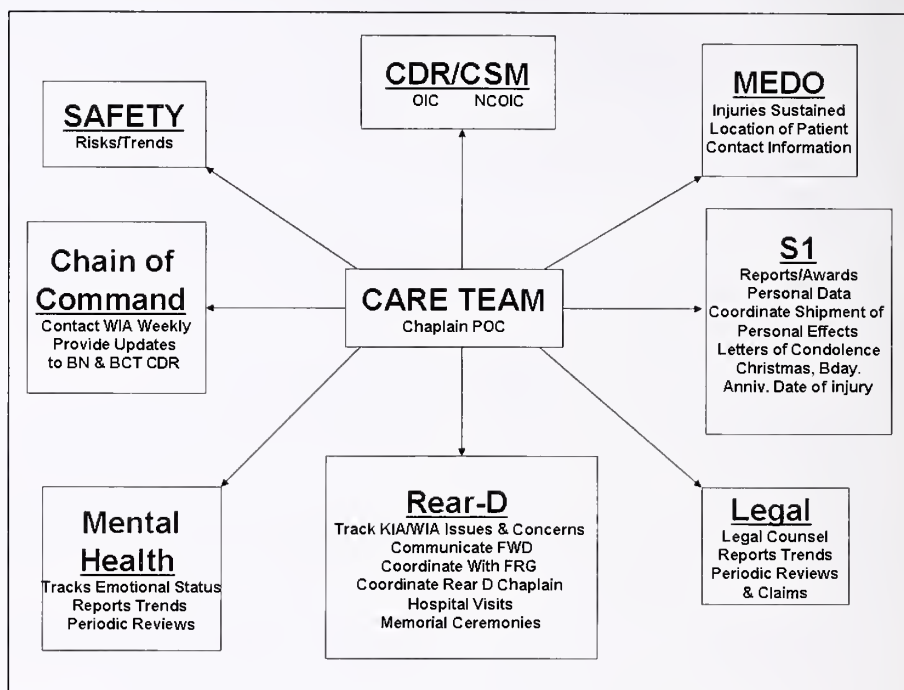 CDR/CSM
OIC NCOIC
SAFETY
Risks/Trends
MEDO
Injuries Sustained
Location of Patient
Contact Information
Chain of
Command
Contact WIA Weekly
Provide Updates
to BN & BCT CDR
CARE TEAM
Chaplain POC
S1
Reports/Awards
Personal Data
Coordinate Shipment of
Personal Effects
Letters of Condolence
Christmas, Bday.
Anniv. Date of injury
Mental
Health
Tracks Emotional Status
Reports Trends
Periodic Reviews
Rear-D
Track KIA/WIA Issues & Concerns
Communicate FWD
Coordinate With FRG
Coordinate Rear D Chaplain
Hospital Visits
Memorial Ceremonies
Legal
Legal Counsel
Reports Trends
Periodic Reviews
& Claims